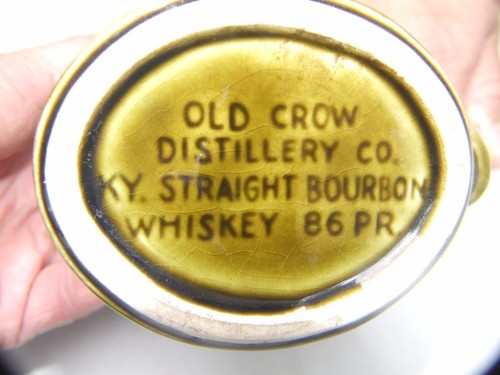 OLD CROW
DISTILLERY CO.
KY. STRAIGHT BOURBON
WHISKEY 86 PR.